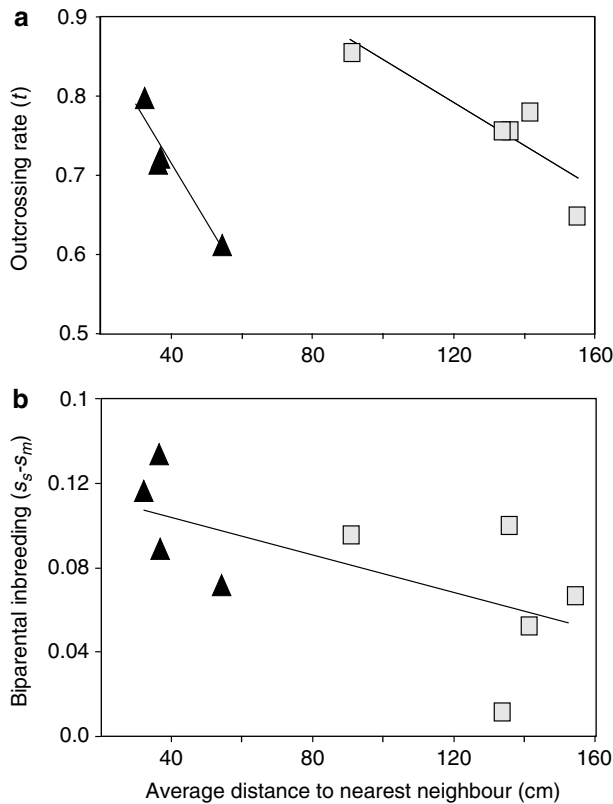 a
0.9
0.8
0.7
0.6
0.5
Outcrossing rate (t)
40 80 120 160
b
0.1
0.12
0.08
0.04
0.0
Biparental inbreeding (s_s-s_m)
40 80 120 160
Average distance to nearest neighbour (cm)